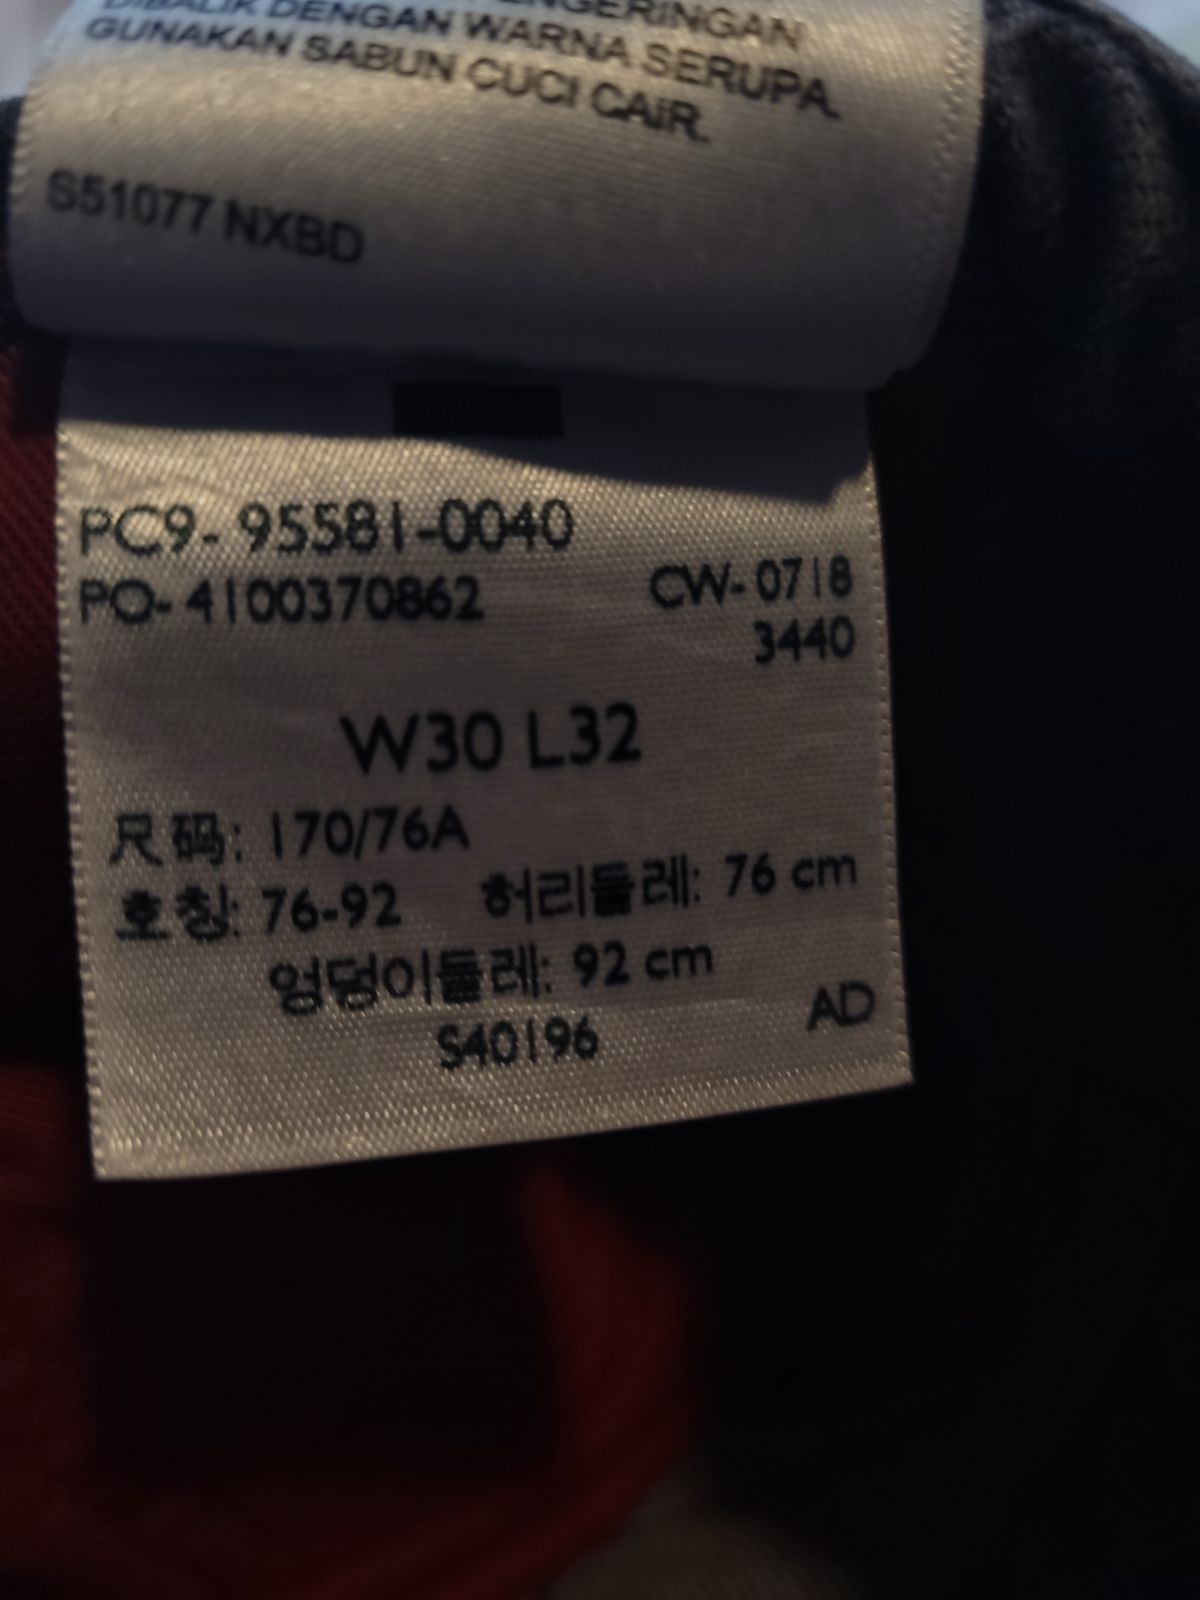 PENGERINGAN
DIBALIK DENGAN WARNA SERUPA.
GUNAKAN SABUN CUCI CAIR.
S51077 NXBD
PC9-95581-0040
PO-4100370862 CW-0718
3440
W30 L32
尺码: 170/76A
호칭: 76-92 허리둘레: 76 cm
엉덩이둘레: 92 cm
AD
S40196